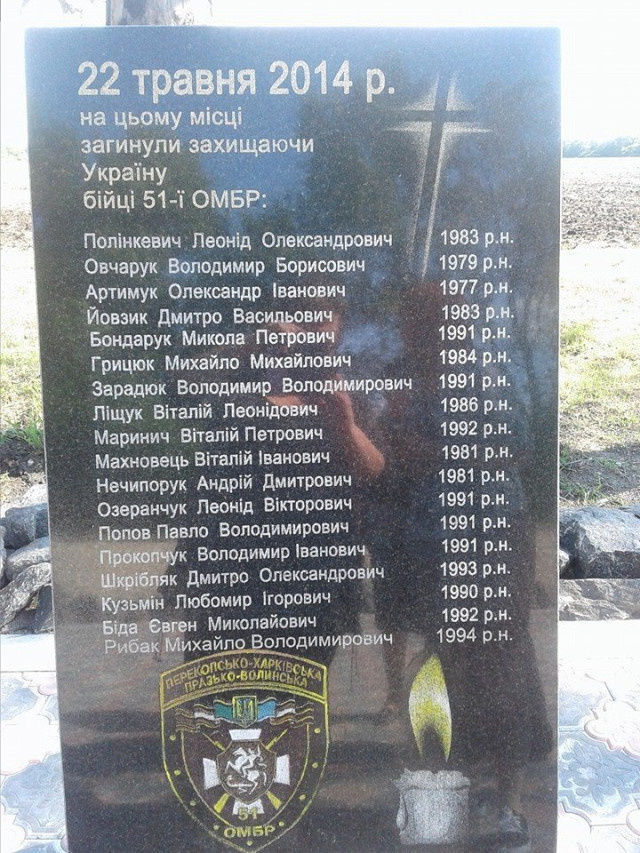 22 травня 2014 р.
на цьому місці
загинули захищаючи
Україну
бійці 51-ї ОМБР:
Полінкевич Леонід Олександрович 1983 р.н.
Овчарук Володимир Борисович 1979 р.н.
Артимук Олександр Іванович 1977 р.н.
Йовзик Дмитро Васильович 1983 р.н.
Бондарук Микола Петрович 1991 р.н.
Грицюк Михайло Михайлович 1984 р.н.
Зарадюк Володимир Володимирович 1991 р.н.
Ліщук Віталій Леонідович 1986 р.н.
Маринич Віталій Петрович 1992 р.н.
Махновець Віталій Іванович 1981 р.н.
Нечипорук Андрій Дмитрович 1981 р.н.
Озеранчук Леонід Вікторович 1991 р.н.
Попов Павло Володимирович 1991 р.н.
Прокопчук Володимир Іванович 1991 р.н.
Шкрібляк Дмитро Олександрович 1993 р.н.
Кузьмін Любомир Ігорович 1990 р.н.
Біда Євген Миколайович 1992 р.н.
Рибак Михайло Володимирович 1994 р.н.
ПЕРЕКОПСЬКО-ХАРКІВСЬКА
ПРАЗЬКО-ВОЛИНСЬКА
51
ОМБР